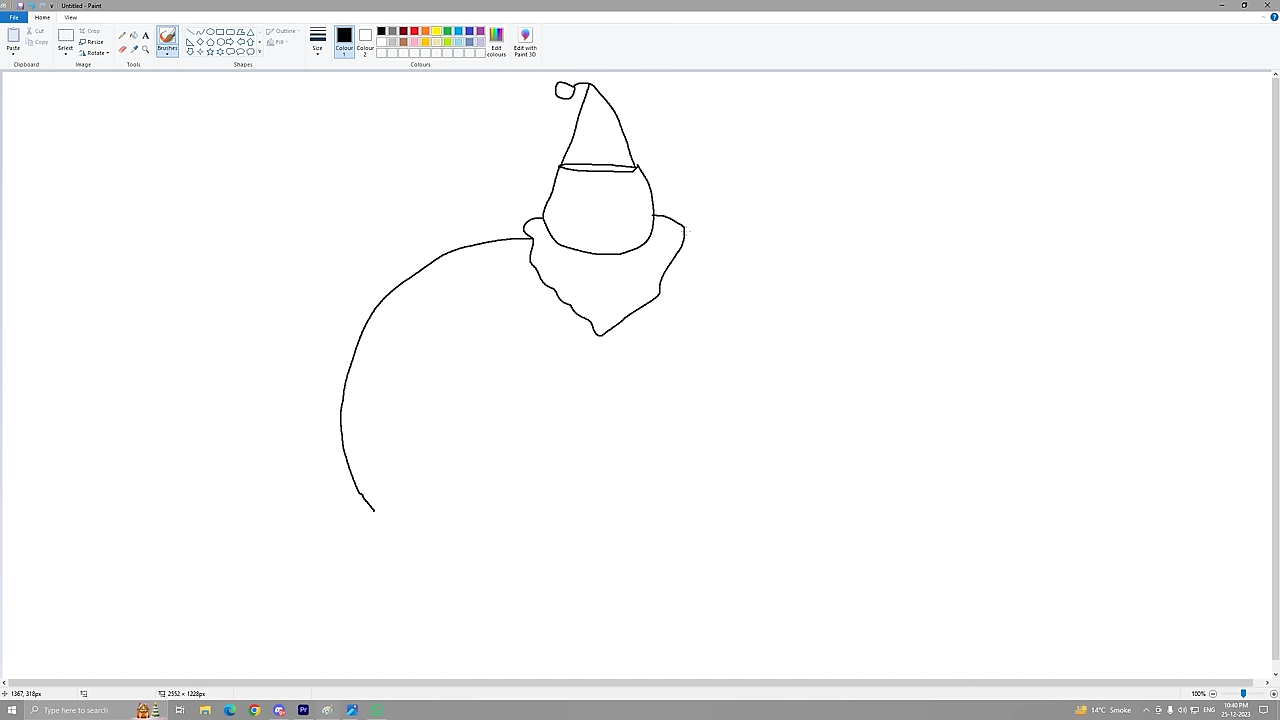 Untitled - Paint
File Home View
Paste
Cut
Copy
Clipboard
Select
Crop
Resize
Rotate
Image
Tools
Brushes
Outline
Fill
Shapes
Size
Colour 1
Colour 2
Edit colours
Edit with Paint 3D
Colours
1367, 318px
2552 × 1228px
100%
Type here to search
Pr
14°C Smoke
ENG
10:40 PM
25-12-2023